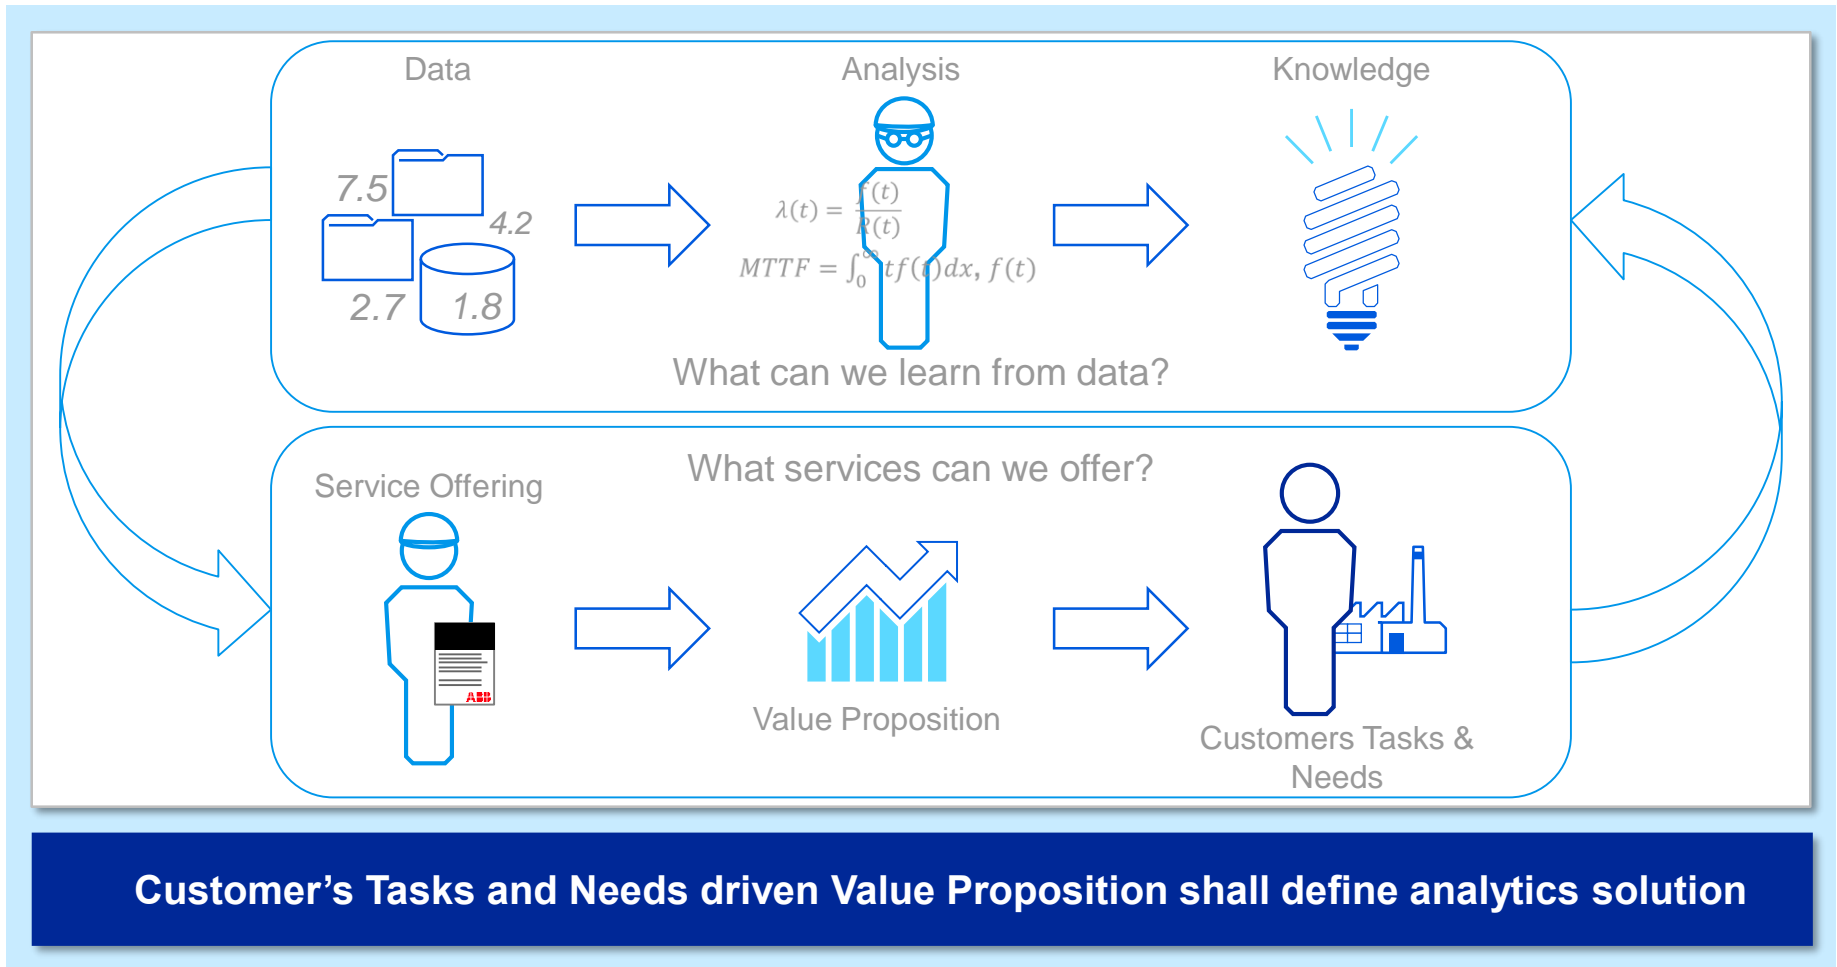 Data
Analysis
Knowledge
7.5
4.2
2.7
1.8
λ(t) = f(t)/R(t)
MTTF = ∫₀^∞ tf(t)dx, f(t)
What can we learn from data?
What services can we offer?
Service Offering
ABB
Value Proposition
Customers Tasks &
Needs
Customer’s Tasks and Needs driven Value Proposition shall define analytics solution